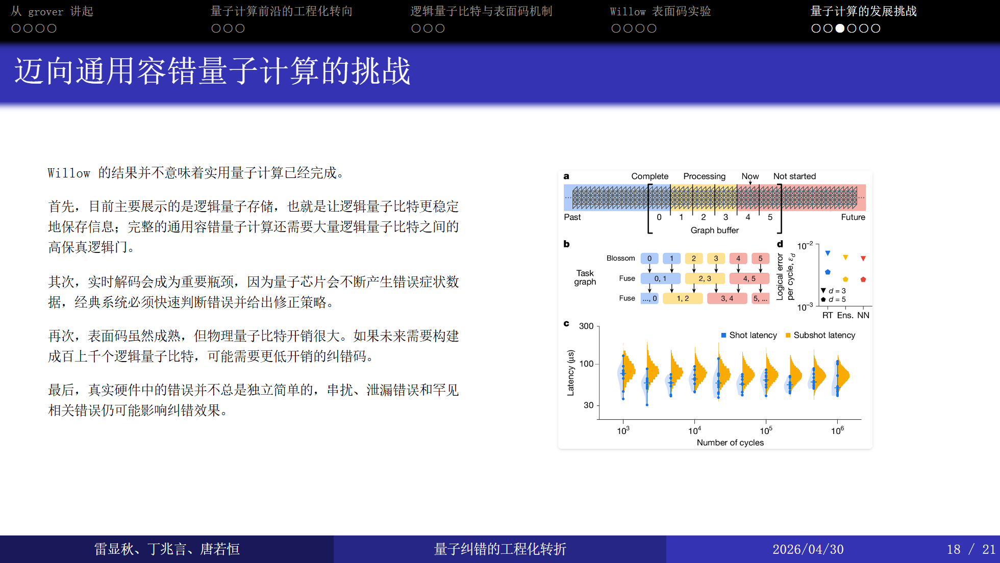 从 grover 讲起
量子计算前沿的工程化转向
逻辑量子比特与表面码机制
Willow 表面码实验
量子计算的发展挑战
迈向通用容错量子计算的挑战
Willow 的结果并不意味着实用量子计算已经完成。
首先，目前主要展示的是逻辑量子存储，也就是让逻辑量子比特更稳定
地保存信息；完整的通用容错量子计算还需要大量逻辑量子比特之间的
高保真逻辑门。
其次，实时解码会成为重要瓶颈，因为量子芯片会不断产生错误症状数
据，经典系统必须快速判断错误并给出修正策略。
再次，表面码虽然成熟，但物理量子比特开销很大。如果未来需要构建
成百上千个逻辑量子比特，可能需要更低开销的纠错码。
最后，真实硬件中的错误并不总是独立简单的，串扰、泄漏错误和罕见
相关错误仍可能影响纠错效果。
a
Complete Processing Now Not started
... ...
Past 0 1 2 3 4 5 Future
Graph buffer
b
Task graph
Blossom 0 1 2 3 4 5
Fuse 0, 1 2, 3 4, 5
Fuse ..., 0 1, 2 3, 4 5, ...
d
Logical error per cycle, εd
10⁻²
10⁻³
▼ d = 3
⬟ d = 5
RT Ens. NN
c
Latency (μs)
300
100
30
Shot latency Subshot latency
10³ 10⁴ 10⁵ 10⁶
Number of cycles
雷显秋、丁兆言、唐若恒
量子纠错的工程化转折
2026/04/30
18 / 21